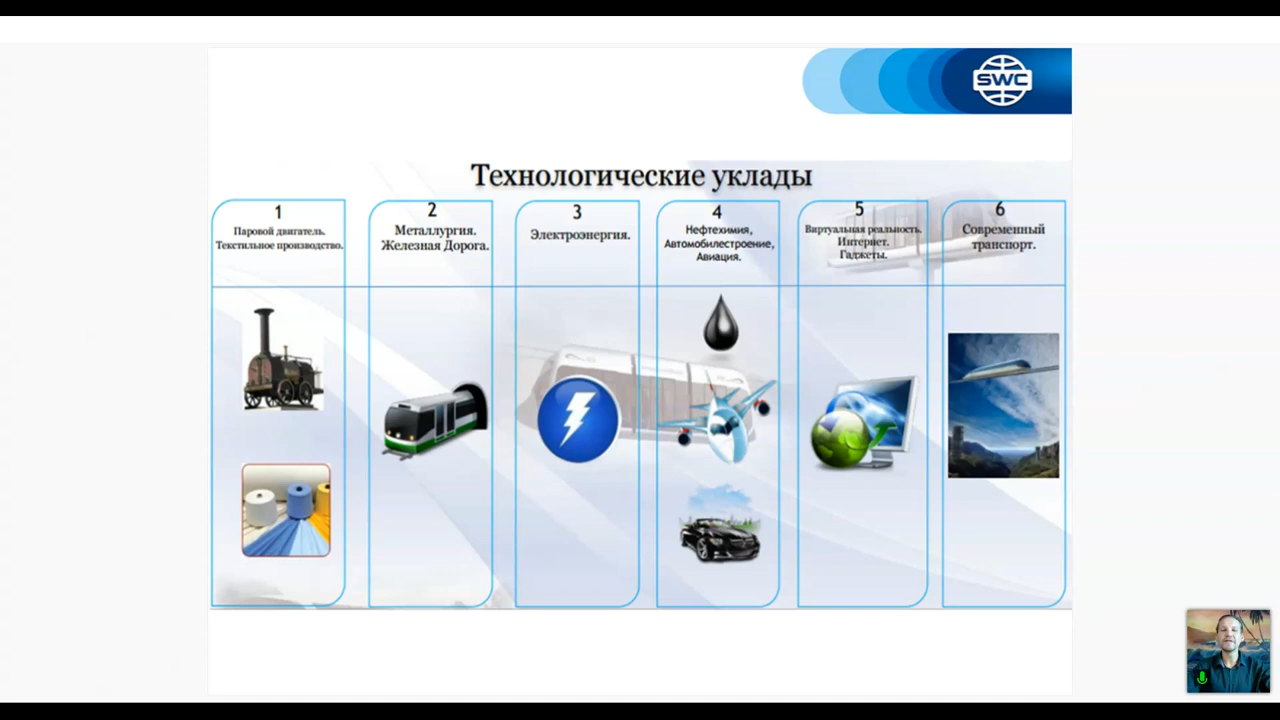 SWC
Технологические уклады
1
Паровой двигатель.
Текстильное производство.
2
Металлургия.
Железная Дорога.
3
Электроэнергия.
4
Нефтехимия,
Автомобилестроение,
Авиация.
5
Виртуальная реальность.
Интернет.
Гаджеты.
6
Современный
транспорт.